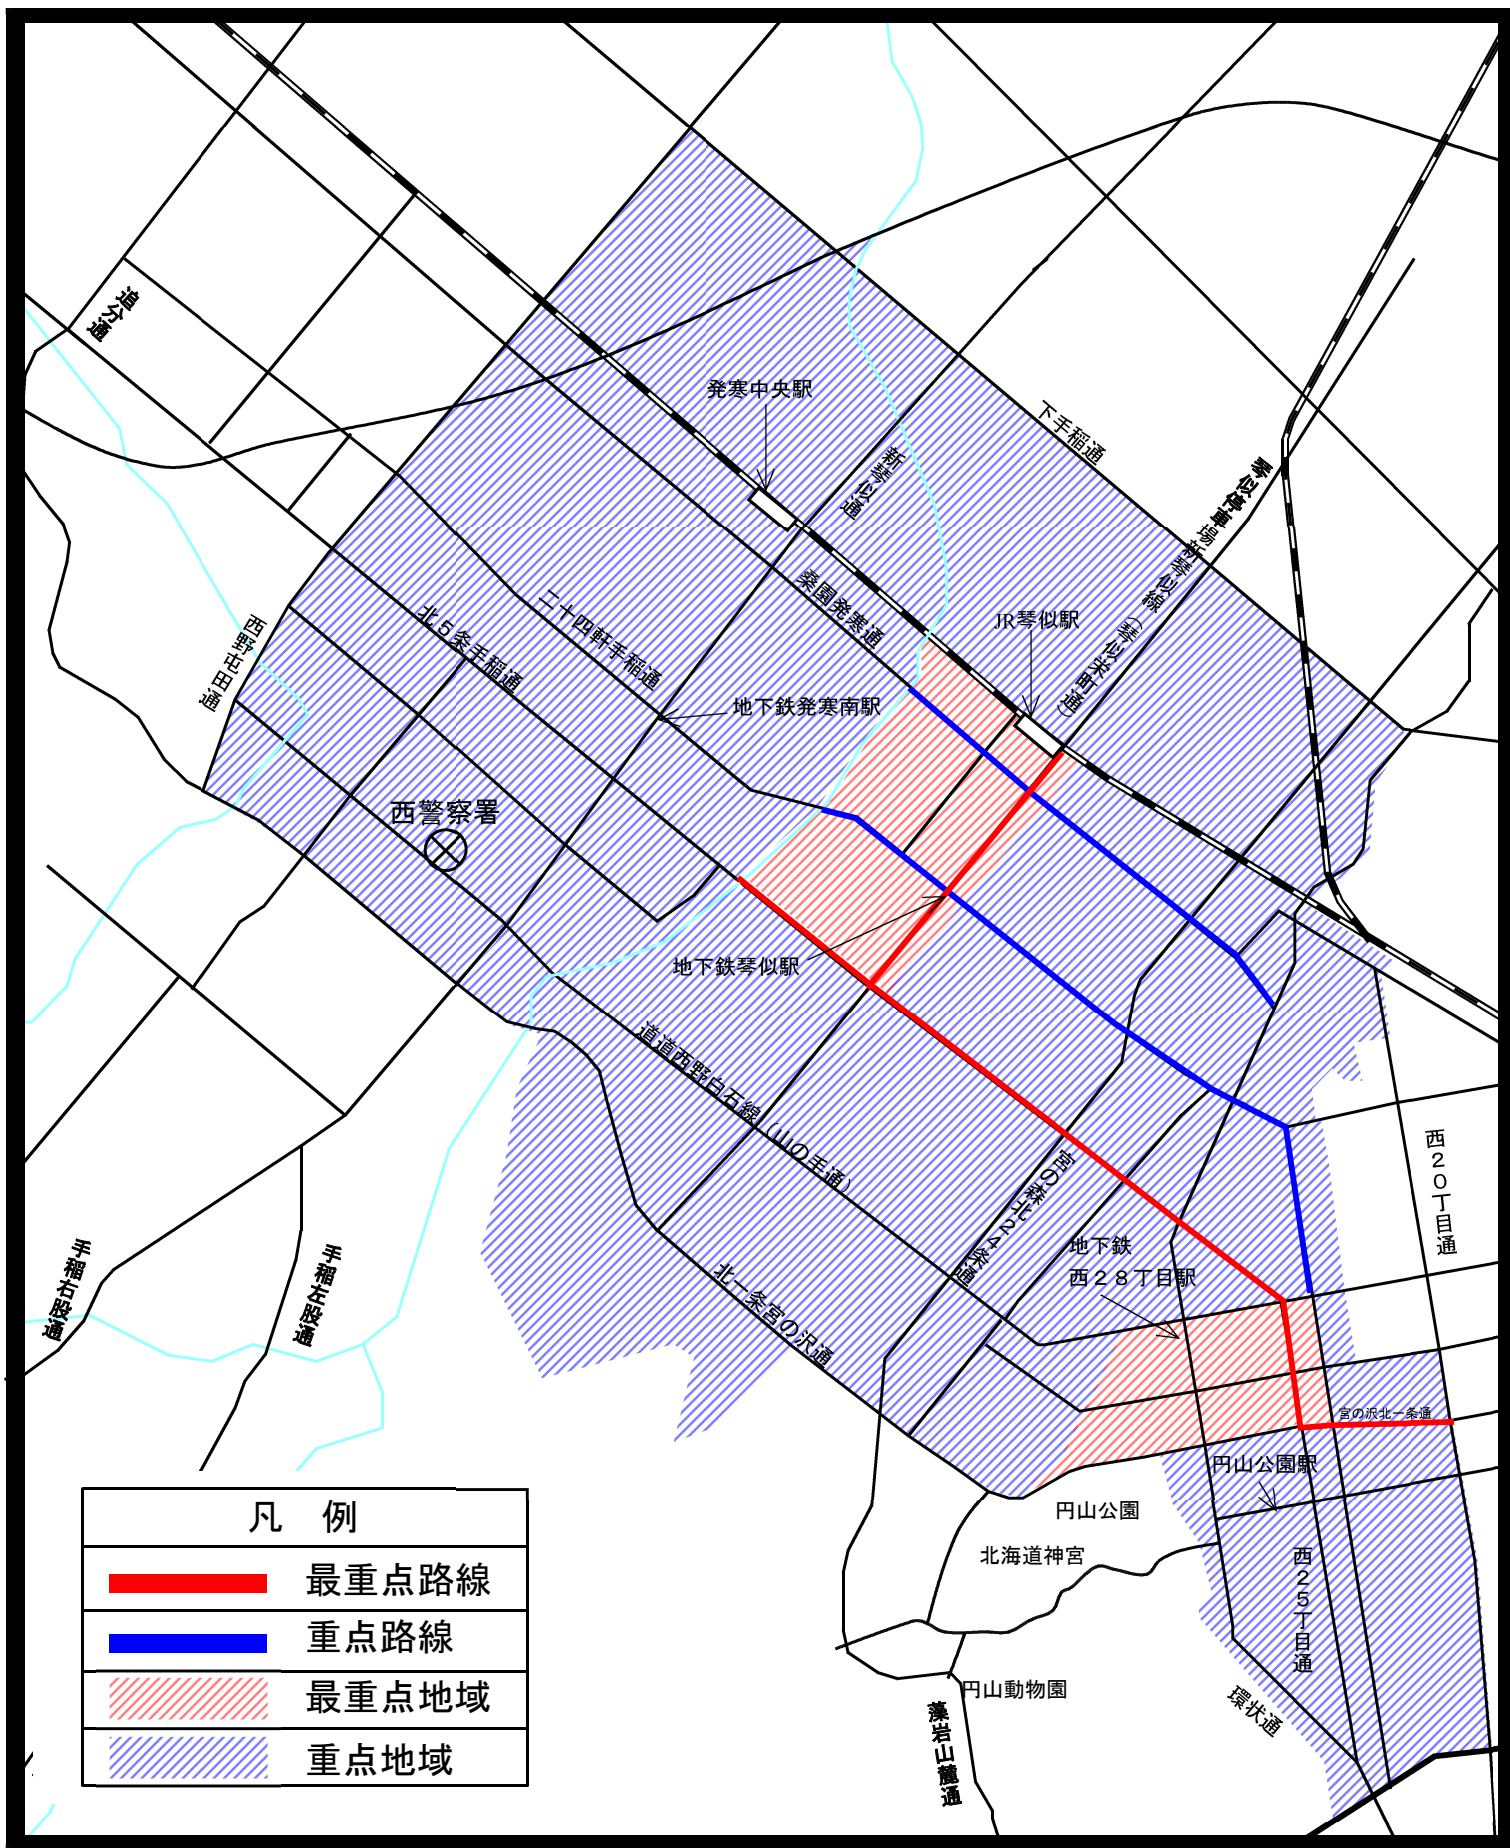 追分通
発寒中央駅
新琴似通
下手稲通
琴似停車場新琴似線（琴似栄町通）
桑園発寒通
JR琴似駅
二十四軒手稲通
北５条手稲通
西野屯田通
地下鉄発寒南駅
西警察署
地下鉄琴似駅
道道西野白石線（山の手通）
宮の森北２４条通
西２０丁目通
地下鉄
西２８丁目駅
手稲右股通
手稲左股通
北一条宮の沢通
宮の沢北一条通
円山公園駅
円山公園
北海道神宮
西２５丁目通
円山動物園
環状通
藻岩山麓通
凡　例
最重点路線
重点路線
最重点地域
重点地域